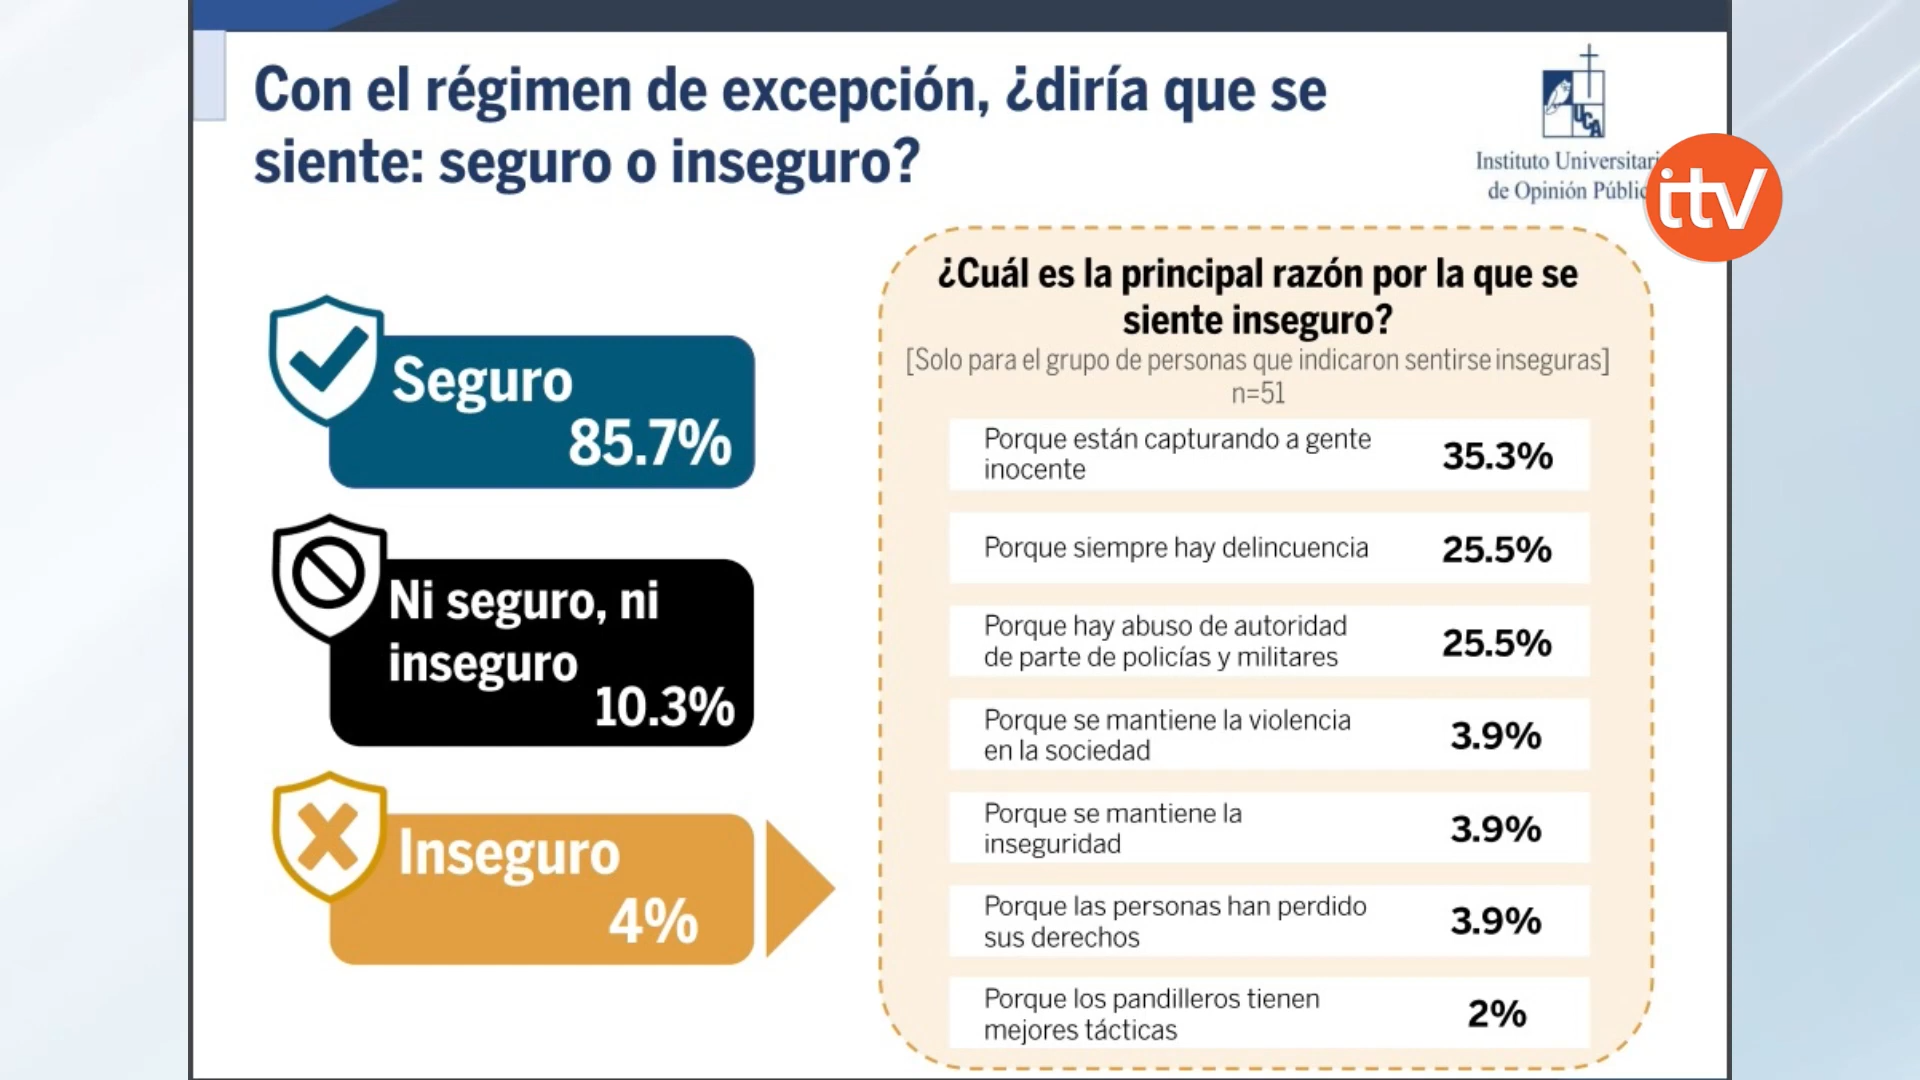 Con el régimen de excepción, ¿diría que se
siente: seguro o inseguro?
UCA
Instituto
de Opinión
itv
Seguro
85.7%
Ni seguro, ni
inseguro
10.3%
Inseguro
4%
¿Cuál es la principal razón por la que se
siente inseguro?
[Solo para el grupo de personas que indicaron sentirse inseguras]
n=51
Porque están capturando a gente
inocente
35.3%
Porque siempre hay delincuencia
25.5%
Porque hay abuso de autoridad
de parte de policías y militares
25.5%
Porque se mantiene la violencia
en la sociedad
3.9%
Porque se mantiene la
inseguridad
3.9%
Porque las personas han perdido
sus derechos
3.9%
Porque los pandilleros tienen
mejores tácticas
2%